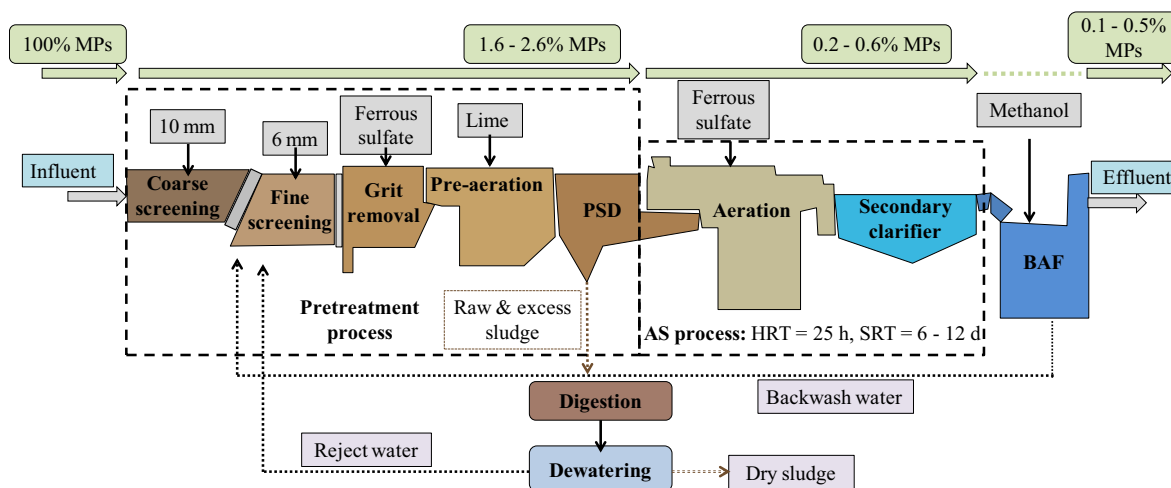 100% MPs
1.6 - 2.6% MPs
0.2 - 0.6% MPs
0.1 - 0.5%
MPs
10 mm
6 mm
Ferrous
sulfate
Lime
Ferrous
sulfate
Methanol
Influent
Coarse
screening
Fine
screening
Grit
removal
Pre-aeration
PSD
Aeration
Secondary
clarifier
BAF
Effluent
Pretreatment
process
Raw & excess
sludge
AS process: HRT = 25 h, SRT = 6 - 12 d
Digestion
Backwash water
Reject water
Dewatering
Dry sludge